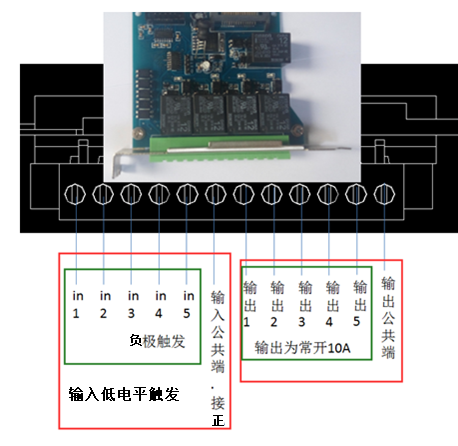 in 1
in 2
in 3
in 4
in 5
负极触发
输入低电平触发
输入公共端.接正
输出1
输出2
输出3
输出4
输出5
输出为常开10A
输出公共端